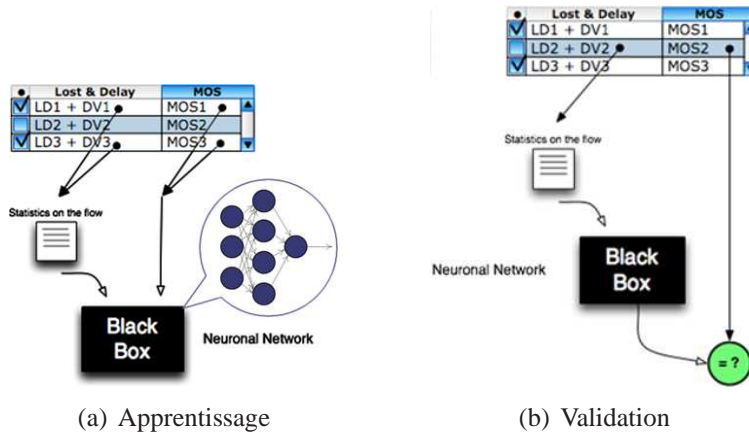 Lost & Delay MOS
LD1 + DV1 MOS1
LD2 + DV2 MOS2
LD3 + DV3 MOS3
Statistics on the flow
Black
Box
Neuronal Network
(a) Apprentissage
Lost & Delay MOS
LD1 + DV1 MOS1
LD2 + DV2 MOS2
LD3 + DV3 MOS3
Statistics on the flow
Neuronal Network
Black
Box
= ?
(b) Validation